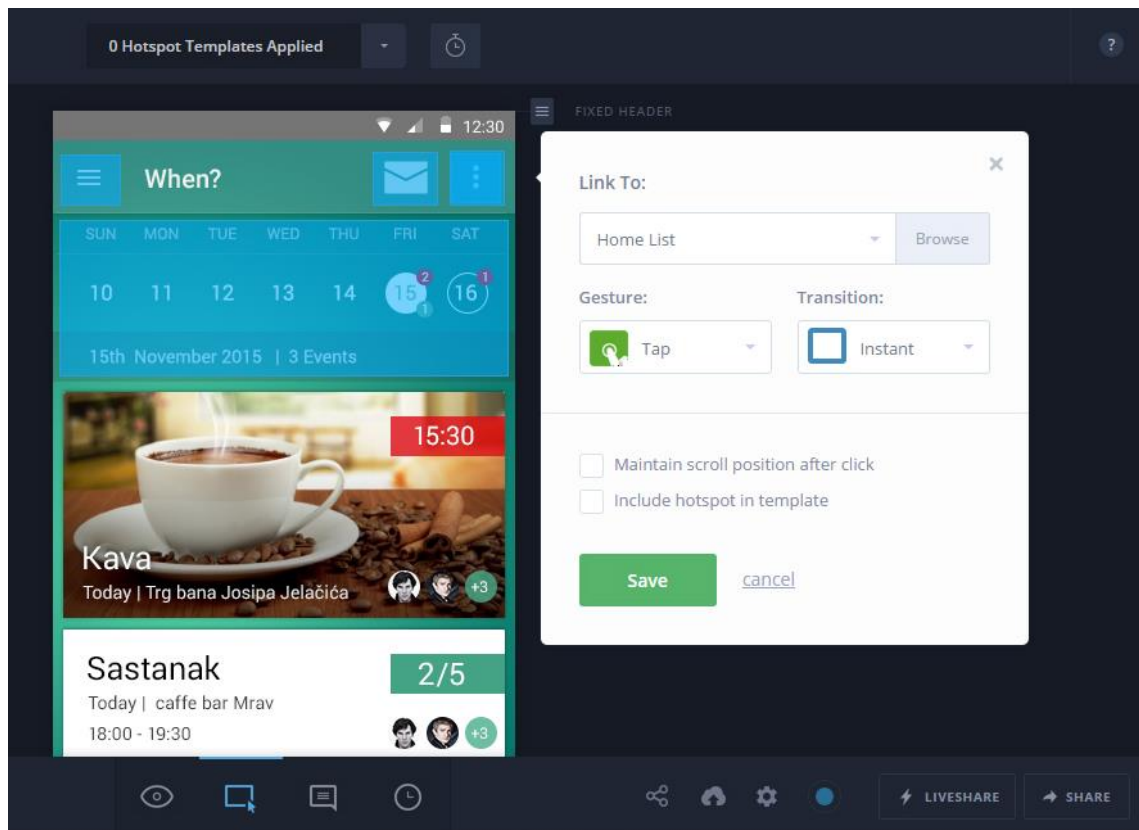 0 Hotspot Templates Applied
?
FIXED HEADER
12:30
When?
SUN MON TUE WED THU FRI SAT
10 11 12 13 14 15 2 1 16 1
15th November 2015 | 3 Events
15:30
Kava
Today | Trg bana Josipa Jelačića
+3
Sastanak
2/5
Today | caffe bar Mrav
18:00 - 19:30
+3
Link To:
Home List
Browse
Gesture: Transition:
Tap Instant
Maintain scroll position after click
Include hotspot in template
Save cancel
LIVESHARE SHARE